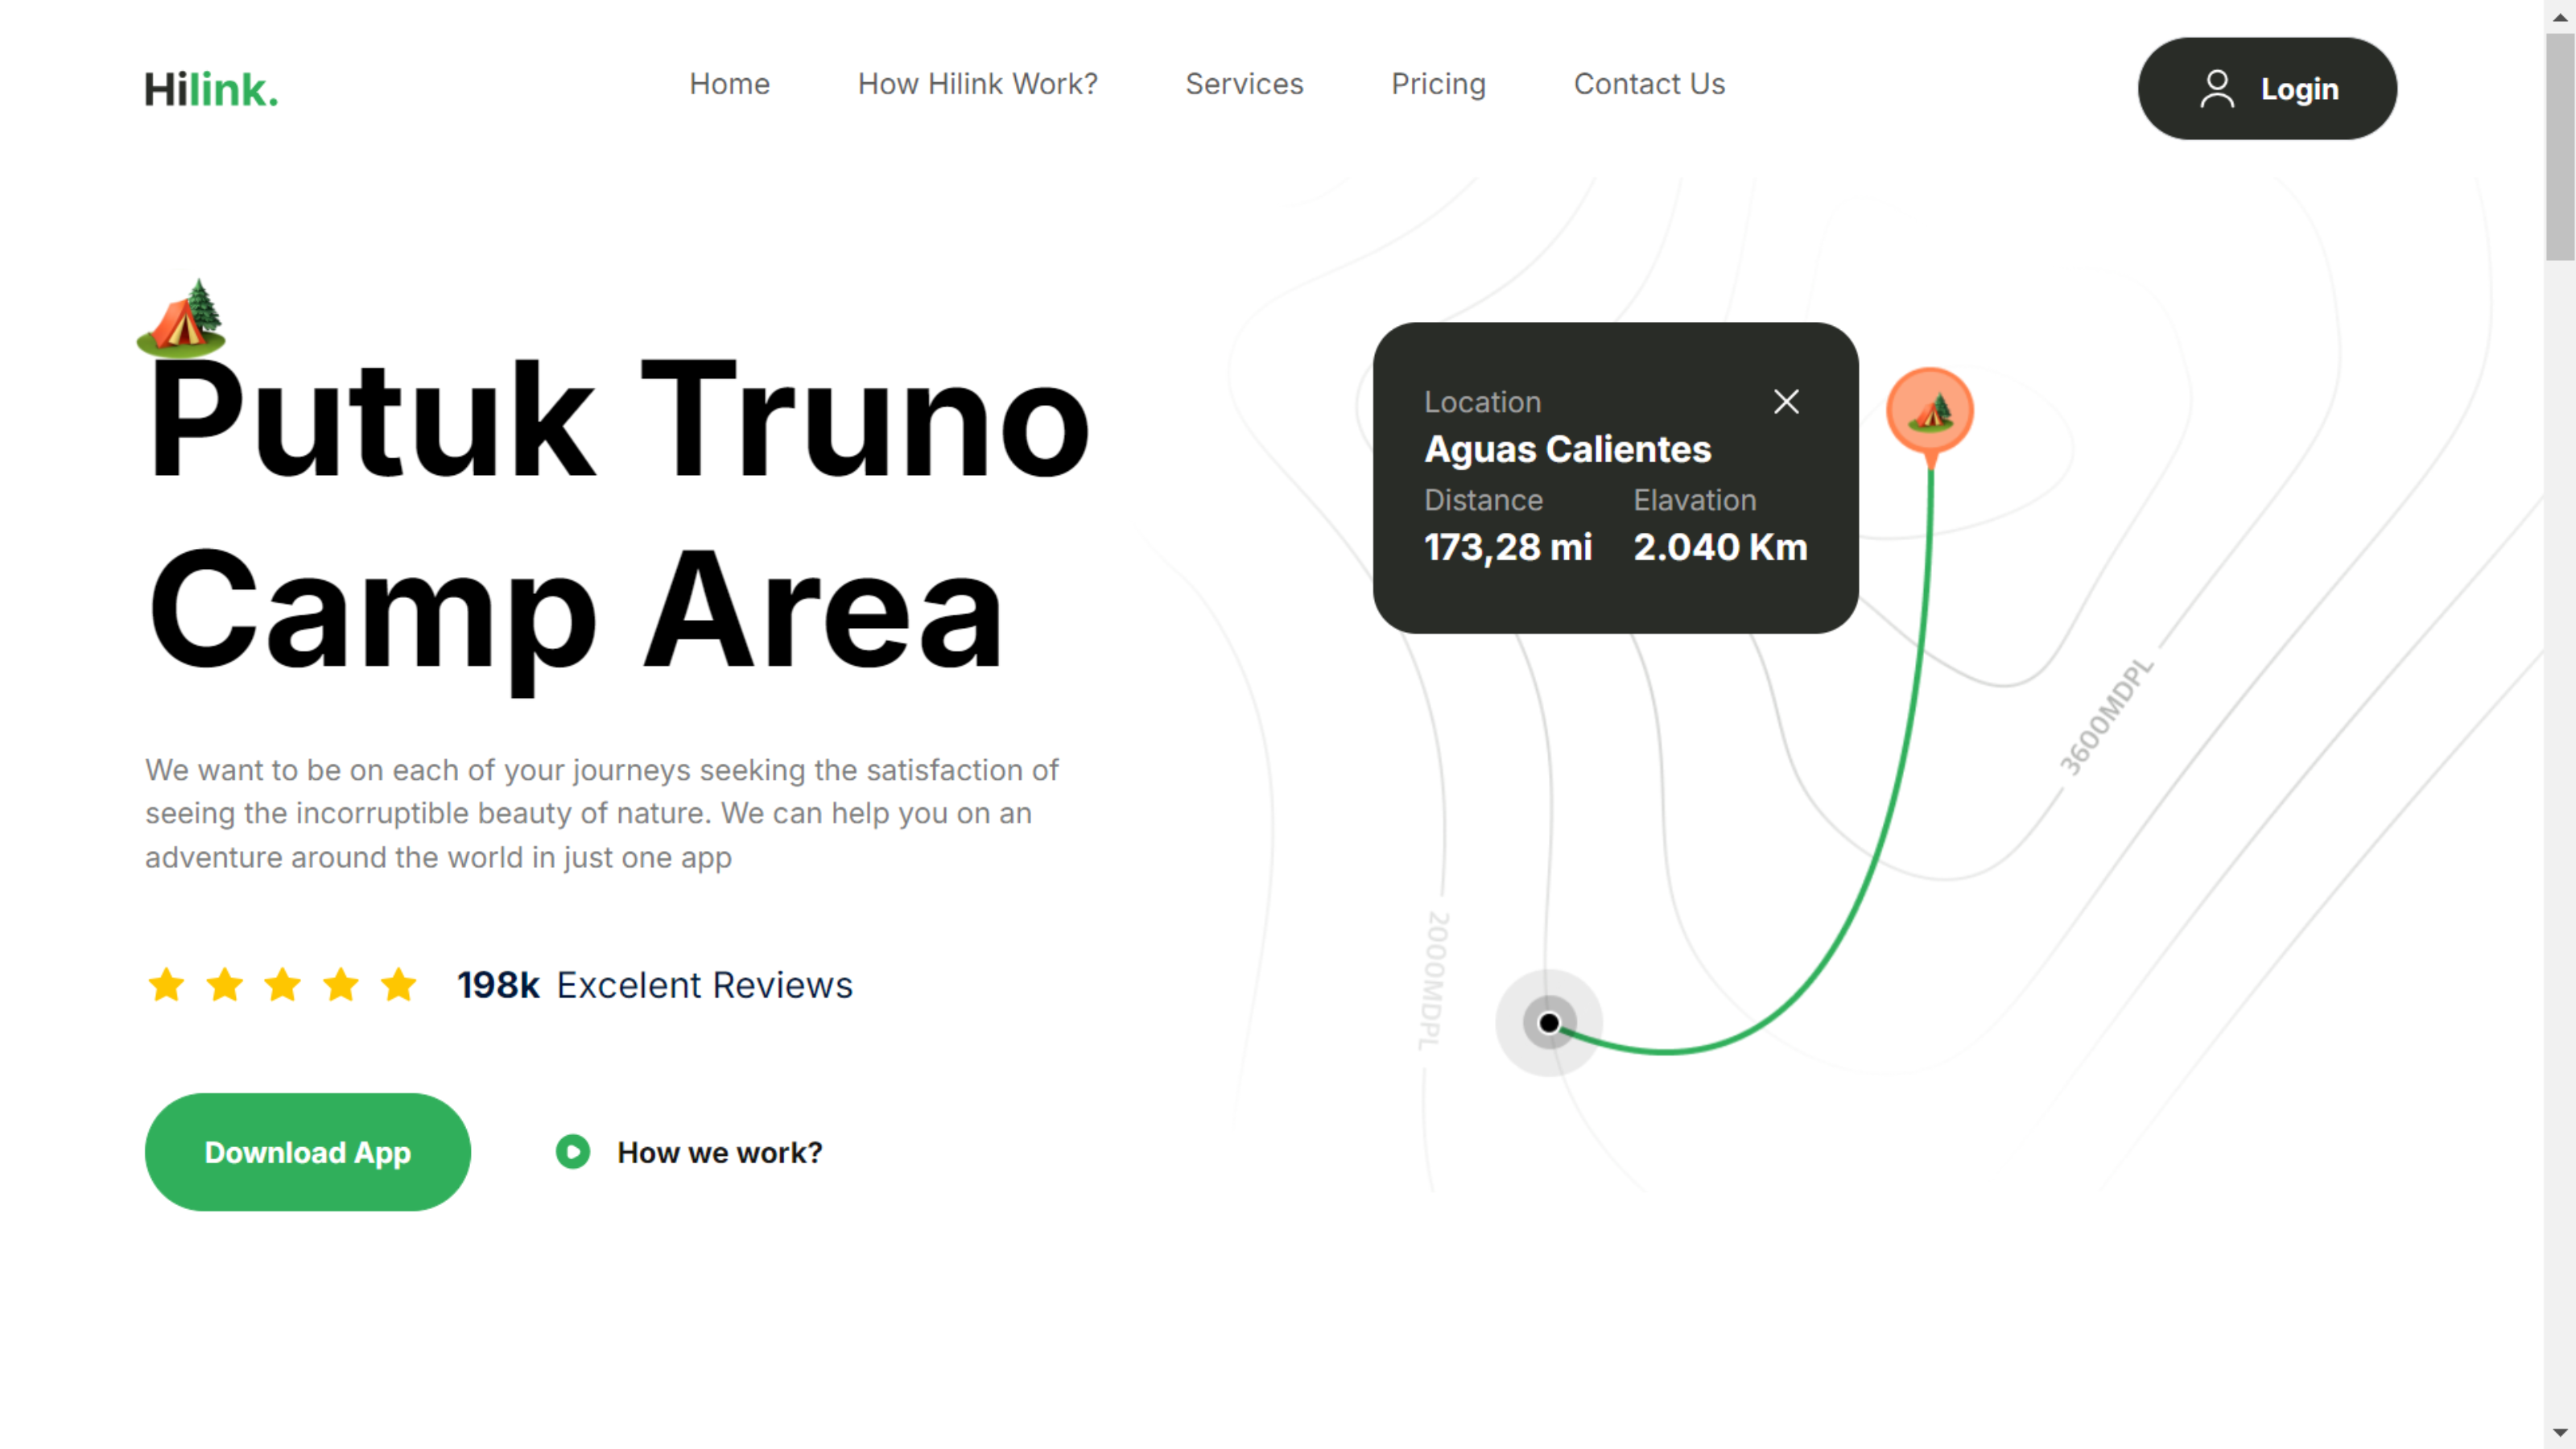 Hilink.
Home
How Hilink Work?
Services
Pricing
Contact Us
Login
Putuk Truno
Camp Area
We want to be on each of your journeys seeking the satisfaction of
seeing the incorruptible beauty of nature. We can help you on an
adventure around the world in just one app
198k Excelent Reviews
Download App
How we work?
Location
Aguas Calientes
Distance
Elavation
173,28 mi
2.040 Km
3600MDPL
2000MDPL